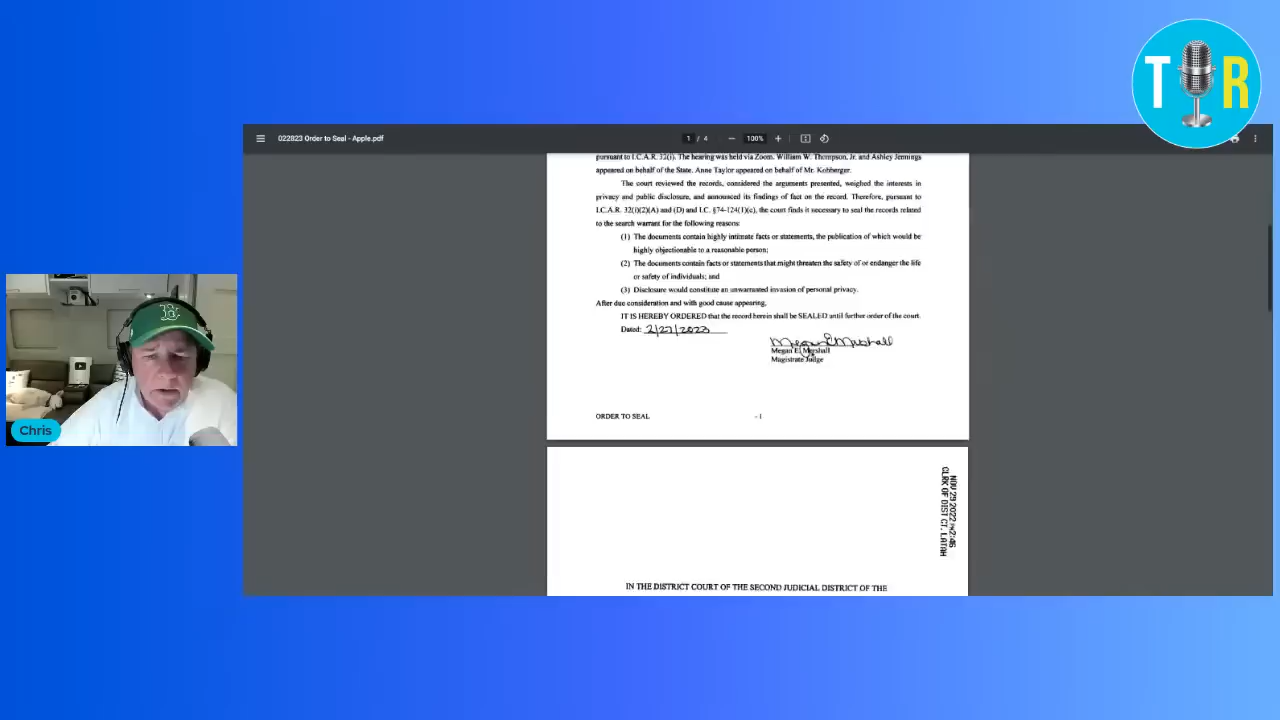 T R
022823 Order to Seal - Apple.pdf
1 / 4
100%
pursuant to I.C.A.R. 32(i). The hearing was held via Zoom. William W. Thompson, Jr. and Ashley Jennings
appeared on behalf of the State. Anne Taylor appeared on behalf of Mr. Kohberger.
The court reviewed the records, considered the arguments presented, weighed the interests in
privacy and public disclosure, and announced its findings of fact on the record. Therefore, pursuant to
I.C.A.R. 32(i)(2)(A) and (D) and I.C. §74-124(1)(c), the court finds it necessary to seal the records related
to the search warrant for the following reasons:
(1) The documents contain highly intimate facts or statements, the publication of which would be
highly objectionable to a reasonable person;
(2) The documents contain facts or statements that might threaten the safety of or endanger the life
or safety of individuals; and
(3) Disclosure would constitute an unwarranted invasion of personal privacy.
After due consideration and with good cause appearing,
IT IS HEREBY ORDERED that the record herein shall be SEALED until further order of the court.
Dated: 2/27/2023
Megan E Marshall
Megan E. Marshall
Magistrate Judge
ORDER TO SEAL - 1
NOV 29 2022 PM 2:46
CLRK OF DIST CT. LATAH
IN THE DISTRICT COURT OF THE SECOND JUDICIAL DISTRICT OF THE
Chris